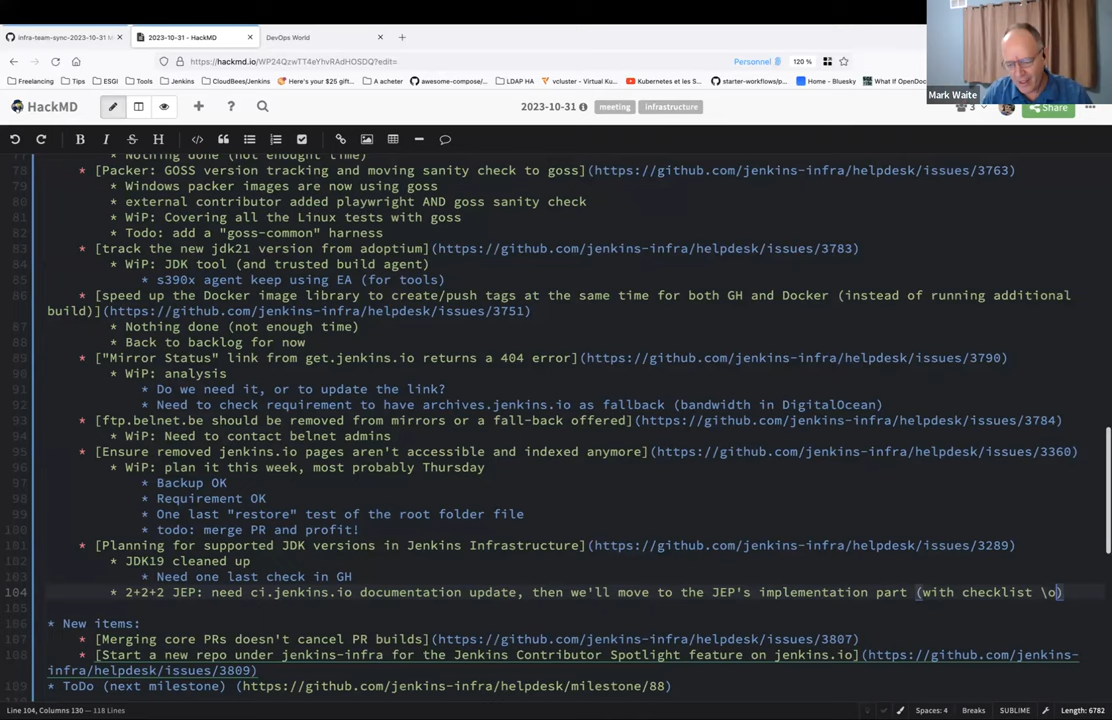 infra-team-sync-2023-10-31 M
2023-10-31 - HackMD
DevOps World
https://hackmd.io/WP24QzwTT4eYhvRAdHOSDQ?edit=
Personnel
120 %
Freelancing
Tips
ESGI
Tools
Jenkins
CloudBees/Jenkins
Here's your $25 gift...
A acheter
awesome-compose/...
LDAP HA
vcluster - Virtual Ku...
Kubernetes et les S...
starter-workflows/p...
Home - Bluesky
What If OpenDoc
Mark Waite
HackMD
2023-10-31
meeting
infrastructure
3
Share
77 * Nothing done (not enought time)
78 * [Packer: GOSS version tracking and moving sanity check to goss](https://github.com/jenkins-infra/helpdesk/issues/3763)
79 * Windows packer images are now using goss
80 * external contributor added playwright AND goss sanity check
81 * WiP: Covering all the Linux tests with goss
82 * Todo: add a "goss-common" harness
83 * [track the new jdk21 version from adoptium](https://github.com/jenkins-infra/helpdesk/issues/3783)
84 * WiP: JDK tool (and trusted build agent)
85 * s390x agent keep using EA (for tools)
86 * [speed up the Docker image library to create/push tags at the same time for both GH and Docker (instead of running additional
build)](https://github.com/jenkins-infra/helpdesk/issues/3751)
87 * Nothing done (not enough time)
88 * Back to backlog for now
89 * ["Mirror Status" link from get.jenkins.io returns a 404 error](https://github.com/jenkins-infra/helpdesk/issues/3790)
90 * WiP: analysis
91 * Do we need it, or to update the link?
92 * Need to check requirement to have archives.jenkins.io as fallback (bandwidth in DigitalOcean)
93 * [ftp.belnet.be should be removed from mirrors or a fall-back offered](https://github.com/jenkins-infra/helpdesk/issues/3784)
94 * WiP: Need to contact belnet admins
95 * [Ensure removed jenkins.io pages aren't accessible and indexed anymore](https://github.com/jenkins-infra/helpdesk/issues/3360)
96 * WiP: plan it this week, most probably Thursday
97 * Backup OK
98 * Requirement OK
99 * One last "restore" test of the root folder file
100 * todo: merge PR and profit!
101 * [Planning for supported JDK versions in Jenkins Infrastructure](https://github.com/jenkins-infra/helpdesk/issues/3289)
102 * JDK19 cleaned up
103 * Need one last check in GH
104 * 2+2+2 JEP: need ci.jenkins.io documentation update, then we'll move to the JEP's implementation part (with checklist \o)
105
106 * New items:
107 * [Merging core PRs doesn't cancel PR builds](https://github.com/jenkins-infra/helpdesk/issues/3807)
108 * [Start a new repo under jenkins-infra for the Jenkins Contributor Spotlight feature on jenkins.io](https://github.com/jenkins-
infra/helpdesk/issues/3809)
109 * ToDo (next milestone) (https://github.com/jenkins-infra/helpdesk/milestone/88)
Line 104, Columns 130 — 118 Lines
Spaces: 4
Breaks
SUBLIME
Length: 6782